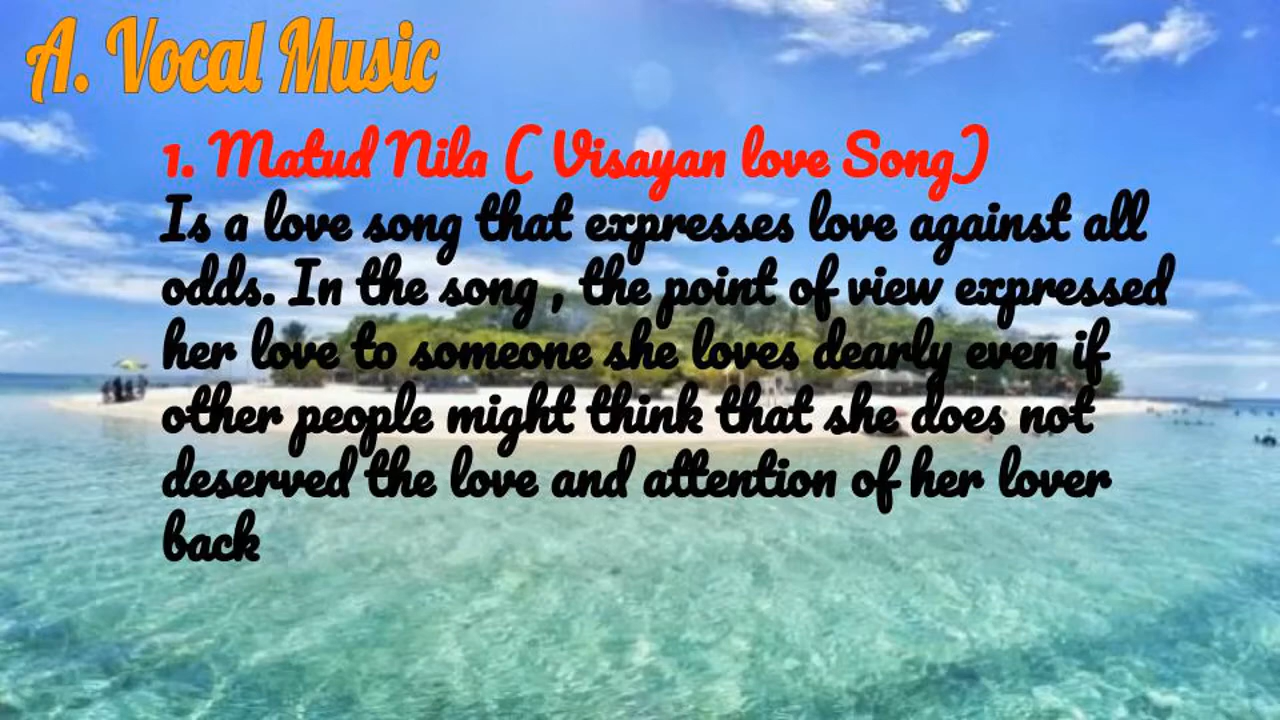 A. Vocal Music
1. Matud Nila ( Visayan love Song)
Is a love song that expresses love against all
odds. In the song , the point of view expressed
her love to someone she loves dearly even if
other people might think that she does not
deserved the love and attention of her lover
back